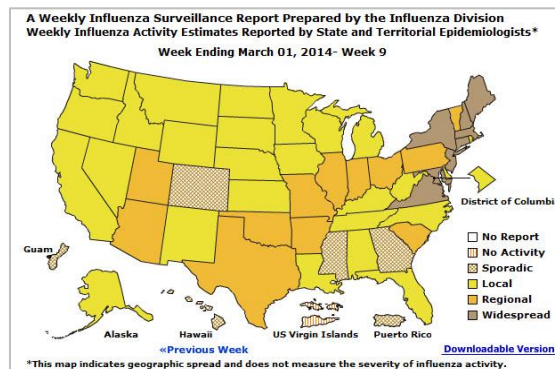 A Weekly Influenza Surveillance Report Prepared by the Influenza Division
Weekly Influenza Activity Estimates Reported by State and Territorial Epidemiologists*
Week Ending March 01, 2014- Week 9
District of Columbia
Guam
No Report
No Activity
Sporadic
Local
Regional
Widespread
Alaska
Hawaii
US Virgin Islands
Puerto Rico
«Previous Week
Downloadable Version
*This map indicates geographic spread and does not measure the severity of influenza activity.